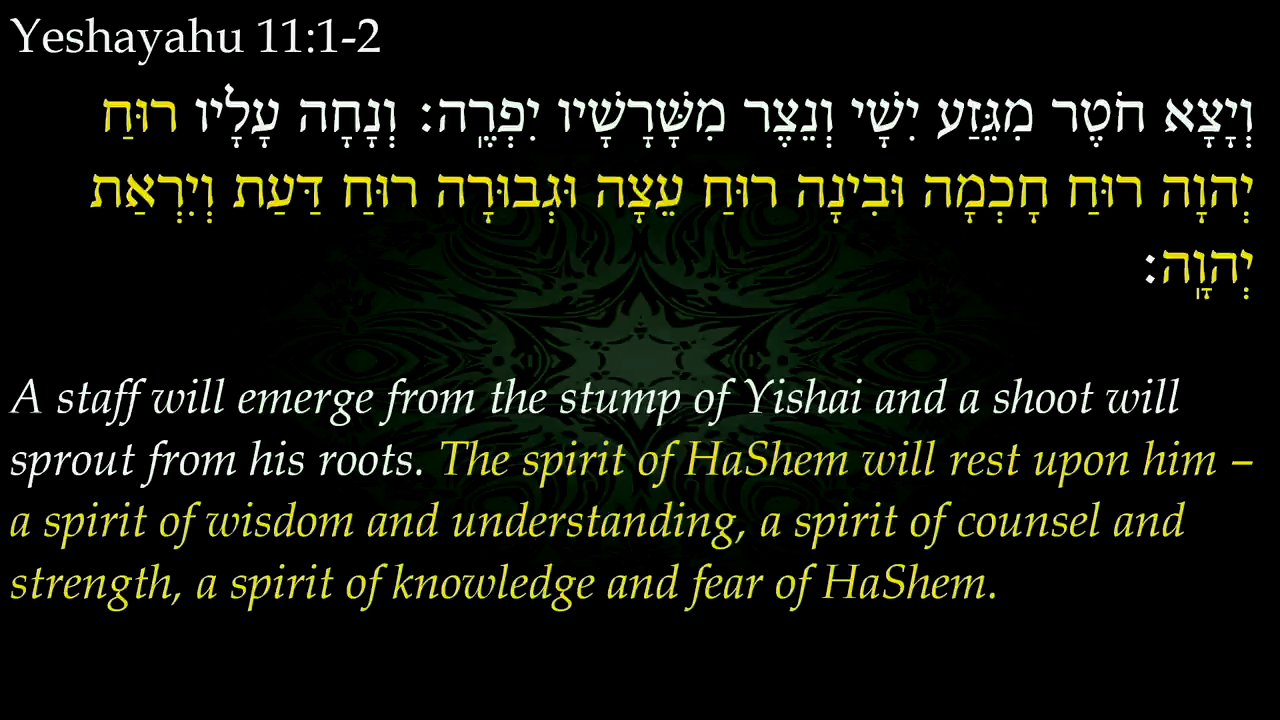 Yeshayahu 11:1-2
וְיָצָא חֹטֶר מִגֵּזַע יִשָׁי וְנֵצֶר מִשָּׁרָשָׁיו יִפְרֶֽה: וְנָחָה עָלָיו רוּחַ
יְהוָה רוּחַ חָכְמָה וּבִינָה רוּחַ עֵצָה וּגְבוּרָה רוּחַ דַּעַת וְיִרְאַת
יְהוָֽה:
A staff will emerge from the stump of Yishai and a shoot will
sprout from his roots. The spirit of HaShem will rest upon him –
a spirit of wisdom and understanding, a spirit of counsel and
strength, a spirit of knowledge and fear of HaShem.